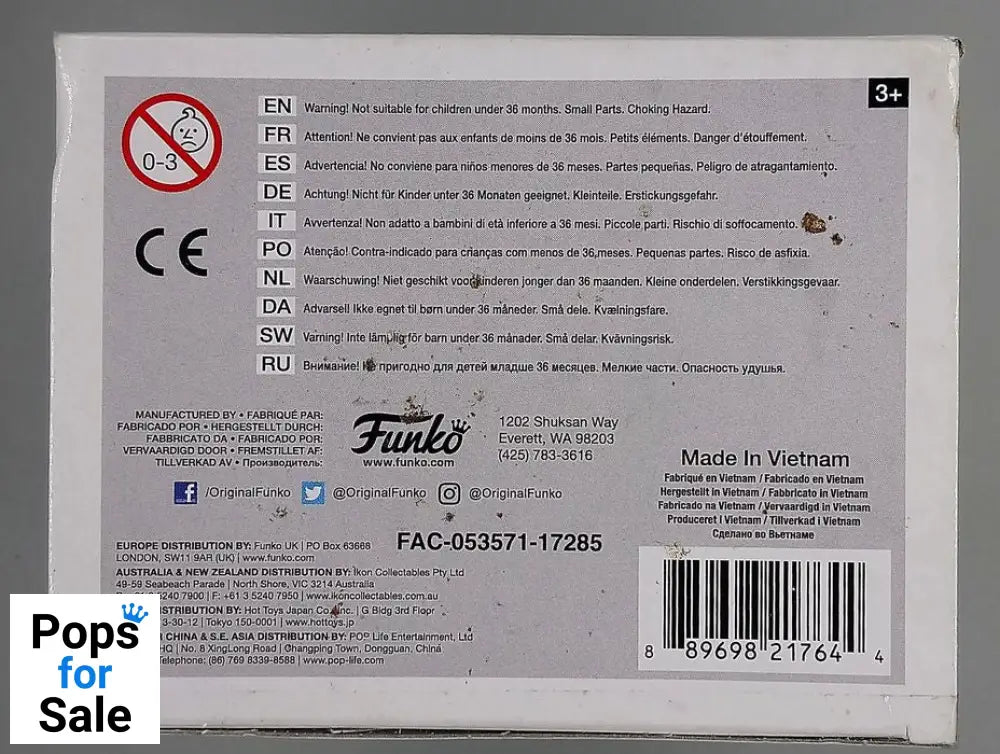 3+
0-3
EN Warning! Not suitable for children under 36 months. Small Parts. Choking Hazard.
FR Attention! Ne convient pas aux enfants de moins de 36 mois. Petits éléments. Danger d'étouffement.
ES Advertencia! No conviene para niños menores de 36 meses. Partes pequeñas. Peligro de atragantamiento.
DE Achtung! Nicht für Kinder unter 36 Monaten geeignet. Kleinteile. Erstickungsgefahr.
IT Avvertenza! Non adatto a bambini di età inferiore a 36 mesi. Piccole parti. Rischio di soffocamento.
PO Atenção! Contra-indicado para crianças com menos de 36 meses. Pequenas partes. Risco de asfixia.
NL Waarschuwing! Niet geschikt voor kinderen jonger dan 36 maanden. Kleine onderdelen. Verstikkingsgevaar.
DA Advarsel! Ikke egnet til børn under 36 måneder. Små dele. Kvælningsfare.
SW Varning! Inte lämplig för barn under 36 månader. Små delar. Kvävningsrisk.
RU Внимание! Не пригодно для детей младше 36 месяцев. Мелкие части. Опасность удушья.
CE
MANUFACTURED BY • FABRIQUÉ PAR:
FABRICADO POR • HERGESTELLT DURCH:
FABBRICATO DA • FABRICADO POR:
VERVAARDIGD DOOR • FREMSTILLET AF:
TILLVERKAD AV • Производитель:
Funko
www.funko.com
1202 Shuksan Way
Everett, WA 98203
(425) 783-3616
/OriginalFunko @OriginalFunko @OriginalFunko
Made In Vietnam
Fabriqué en Vietnam / Fabricado en Vietnam
Hergestellt in Vietnam / Fabbricato in Vietnam
Fabricado na Vietnam / Vervaardigd in Vietnam
Produceret i Vietnam / Tillverkad i Vietnam
Сделано во Вьетнаме
FAC-053571-17285
EUROPE DISTRIBUTION BY: Funko UK | PO Box 63668
LONDON, SW11 9AR (UK) | www.funko.com
AUSTRALIA & NEW ZEALAND DISTRIBUTION BY: Ikon Collectables Pty Ltd
49-59 Seabeach Parade | North Shore, VIC 3214 Australia
5240 7900 | F: +61 3 5240 7950 | www.ikoncollectables.com.au
DISTRIBUTION BY: Hot Toys Japan Co. Inc. | G Bldg 3rd Floor
3-30-12 | Tokyo 150-0001 | www.hottoys.jp
CHINA & S.E. ASIA DISTRIBUTION BY: POP Life Entertainment, Ltd
HQ | No. 8 XingLong Road | Changping Town, Dongguan, China
Telephone: (86) 769 8339-8588 | www.pop-life.com
8 89698 21764 4
Pops
for
Sale